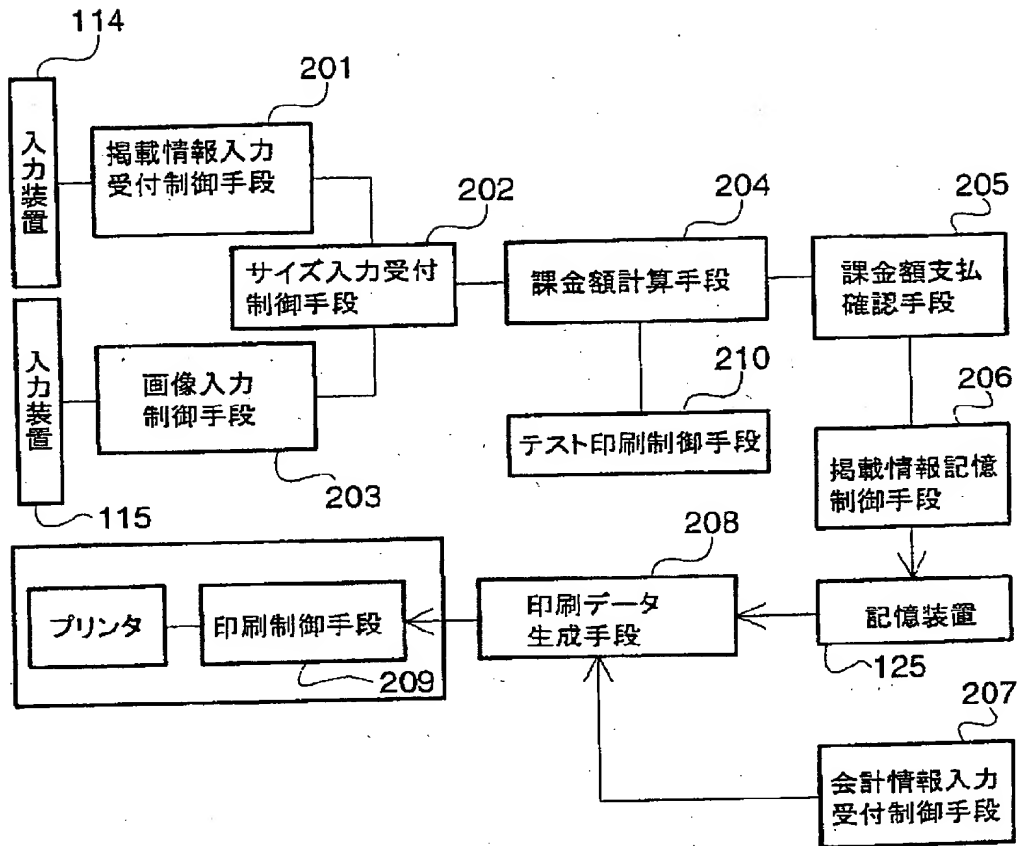 114
201
入力装置
掲載情報入力
受付制御手段
202
サイズ入力受付
制御手段
204
課金額計算手段
205
課金額支払
確認手段
入力装置
画像入力
制御手段
203
115
210
テスト印刷制御手段
206
掲載情報記憶
制御手段
208
印刷データ
生成手段
プリンタ
印刷制御手段
209
記憶装置
125
207
会計情報入力
受付制御手段